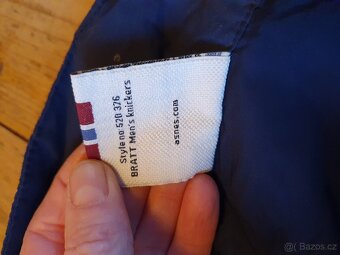 Style no 520 376
BRATT Men's knickers
asnes.com
© Bazos.cz